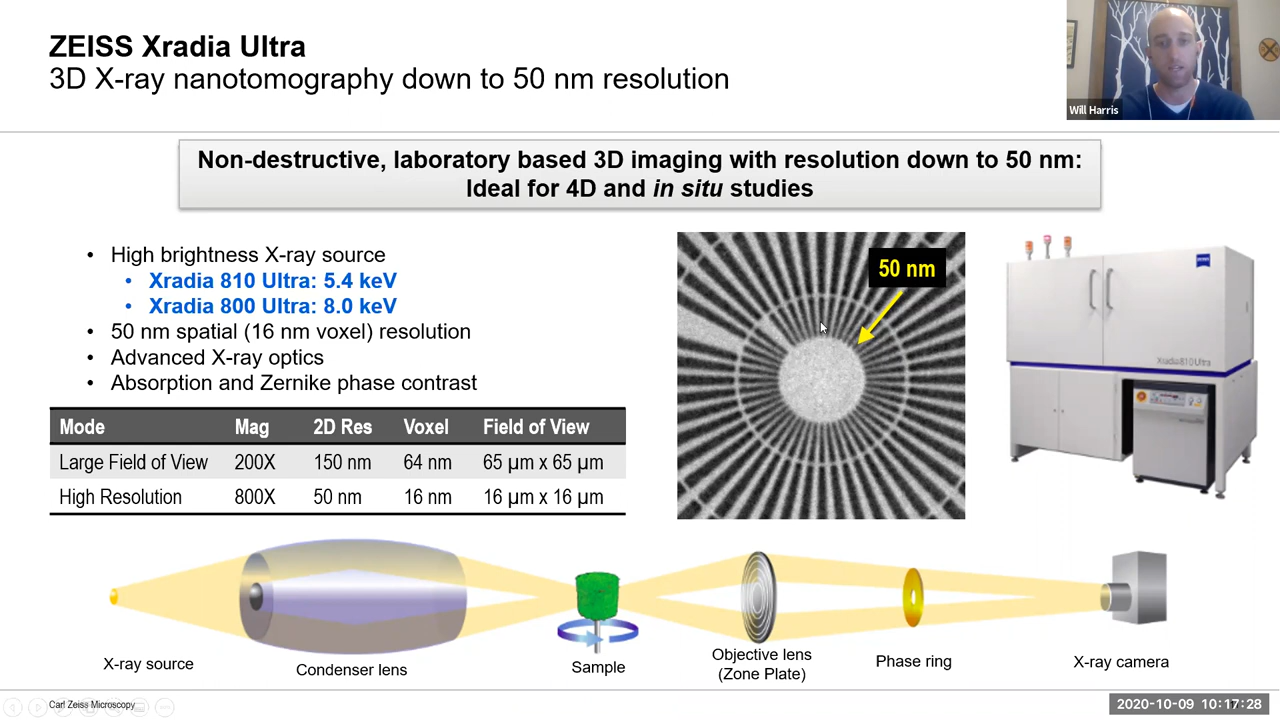 ZEISS Xradia Ultra
3D X-ray nanotomography down to 50 nm resolution
Will Harris
Non-destructive, laboratory based 3D imaging with resolution down to 50 nm:
Ideal for 4D and in situ studies
• High brightness X-ray source
• Xradia 810 Ultra: 5.4 keV
• Xradia 800 Ultra: 8.0 keV
• 50 nm spatial (16 nm voxel) resolution
• Advanced X-ray optics
• Absorption and Zernike phase contrast
50 nm
ZEISS
Xradia 810 Ultra
Mode Mag 2D Res Voxel Field of View
Large Field of View 200X 150 nm 64 nm 65 µm x 65 µm
High Resolution 800X 50 nm 16 nm 16 µm x 16 µm
X-ray source
Condenser lens
Sample
Objective lens
(Zone Plate)
Phase ring
X-ray camera
Carl Zeiss Microscopy
2020-10-09 10:17:28